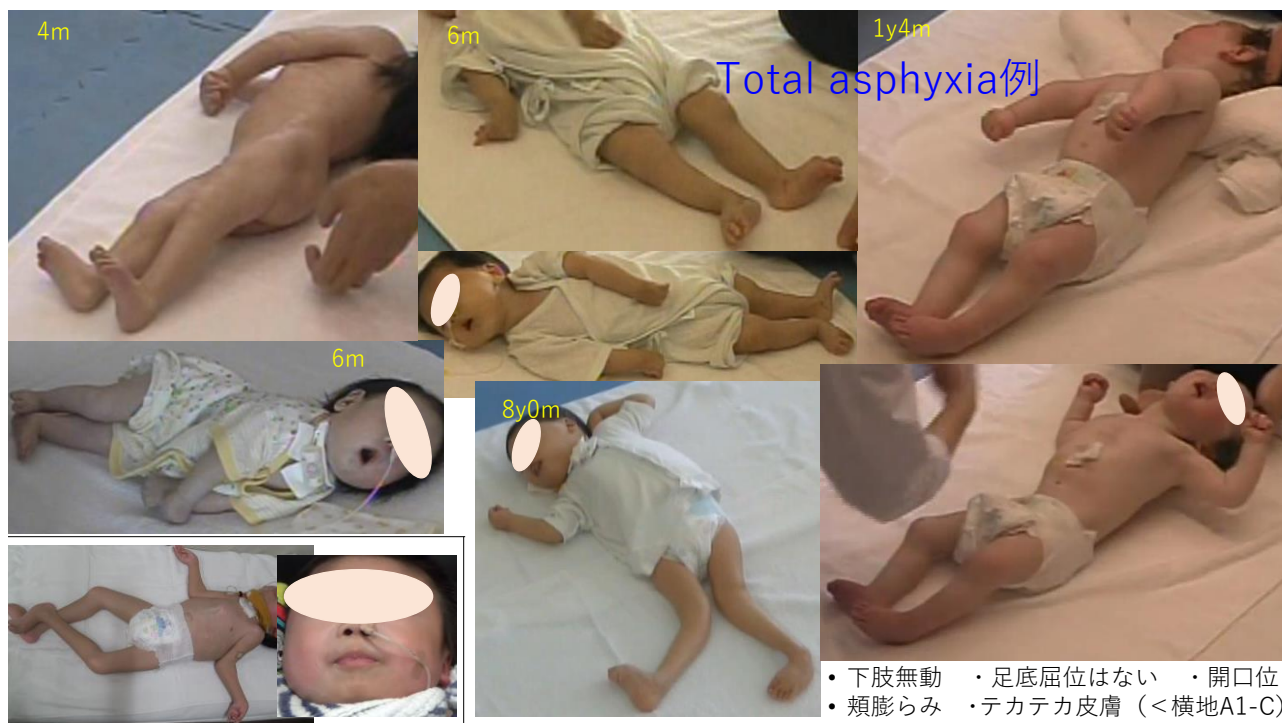 4m
6m
1y4m
Total asphyxia例
6m
8y0m
• 下肢無動 ・足底屈位はない ・開口位
• 頬膨らみ ・テカテカ皮膚（<横地A1-C）